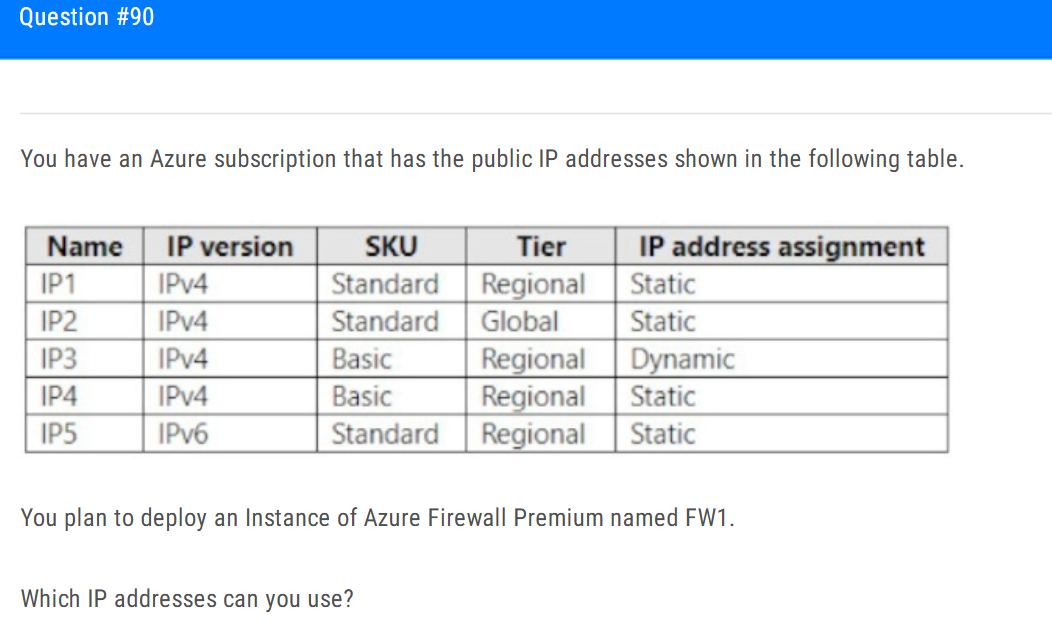 Question #90
You have an Azure subscription that has the public IP addresses shown in the following table.
Name IP version SKU Tier IP address assignment
IP1 IPv4 Standard Regional Static
IP2 IPv4 Standard Global Static
IP3 IPv4 Basic Regional Dynamic
IP4 IPv4 Basic Regional Static
IP5 IPv6 Standard Regional Static
You plan to deploy an Instance of Azure Firewall Premium named FW1.
Which IP addresses can you use?